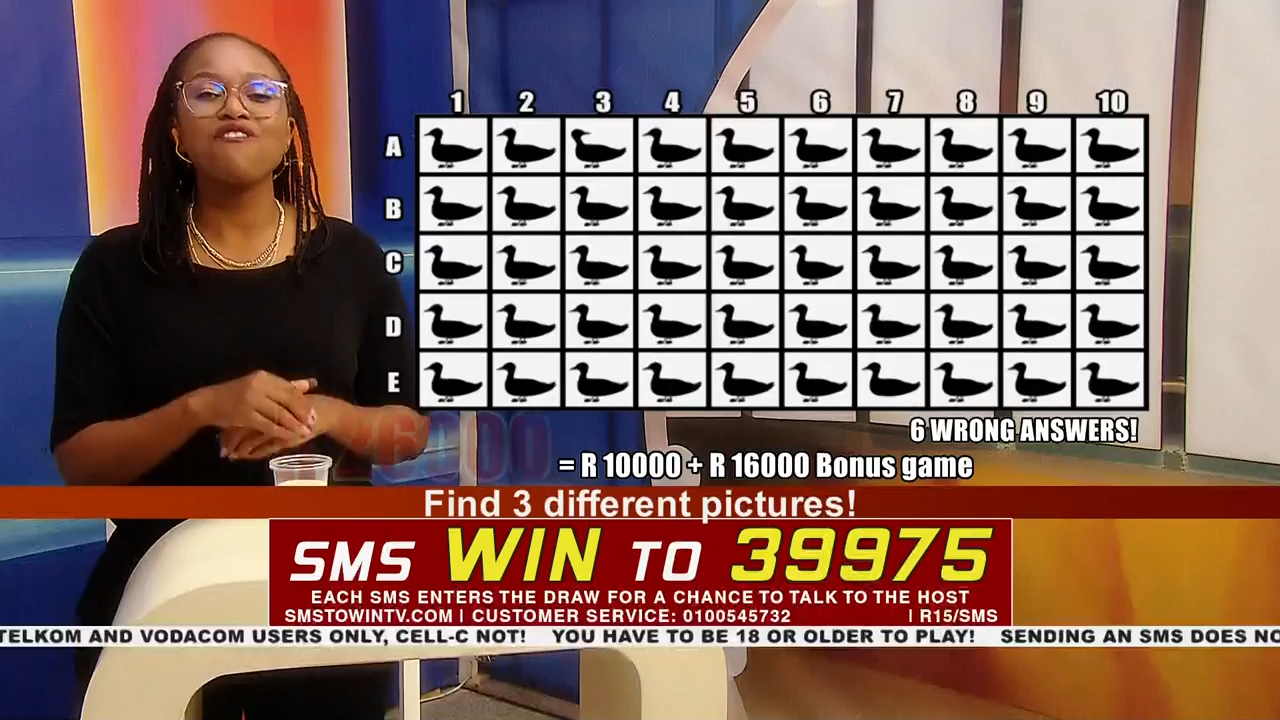 1 2 3 4 5 6 7 8 9 10
A
B
C
D
E
6 WRONG ANSWERS!
26000
= R 10000 + R 16000 Bonus game
Find 3 different pictures!
SMS WIN TO 39975
EACH SMS ENTERS THE DRAW FOR A CHANCE TO TALK TO THE HOST
SMSTOWINTV.COM | CUSTOMER SERVICE: 0100545732 | R15/SMS
TELKOM AND VODACOM USERS ONLY, CELL-C NOT! YOU HAVE TO BE 18 OR OLDER TO PLAY! SENDING AN SMS DOES NO